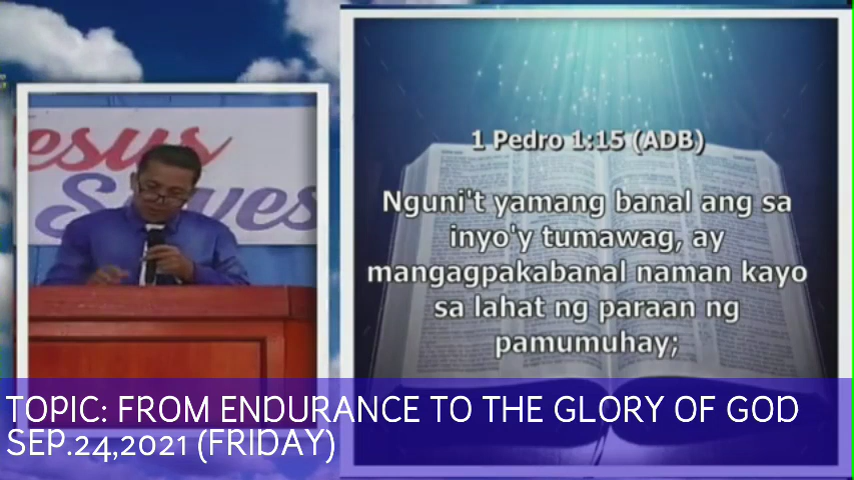 esus
Saves
1 Pedro 1:15 (ADB)
Nguni't yamang banal ang sa
inyo'y tumawag, ay
mangagpakabanal naman kayo
sa lahat ng paraan ng
pamumuhay;
TOPIC: FROM ENDURANCE TO THE GLORY OF GOD
SEP.24,2021 (FRIDAY)